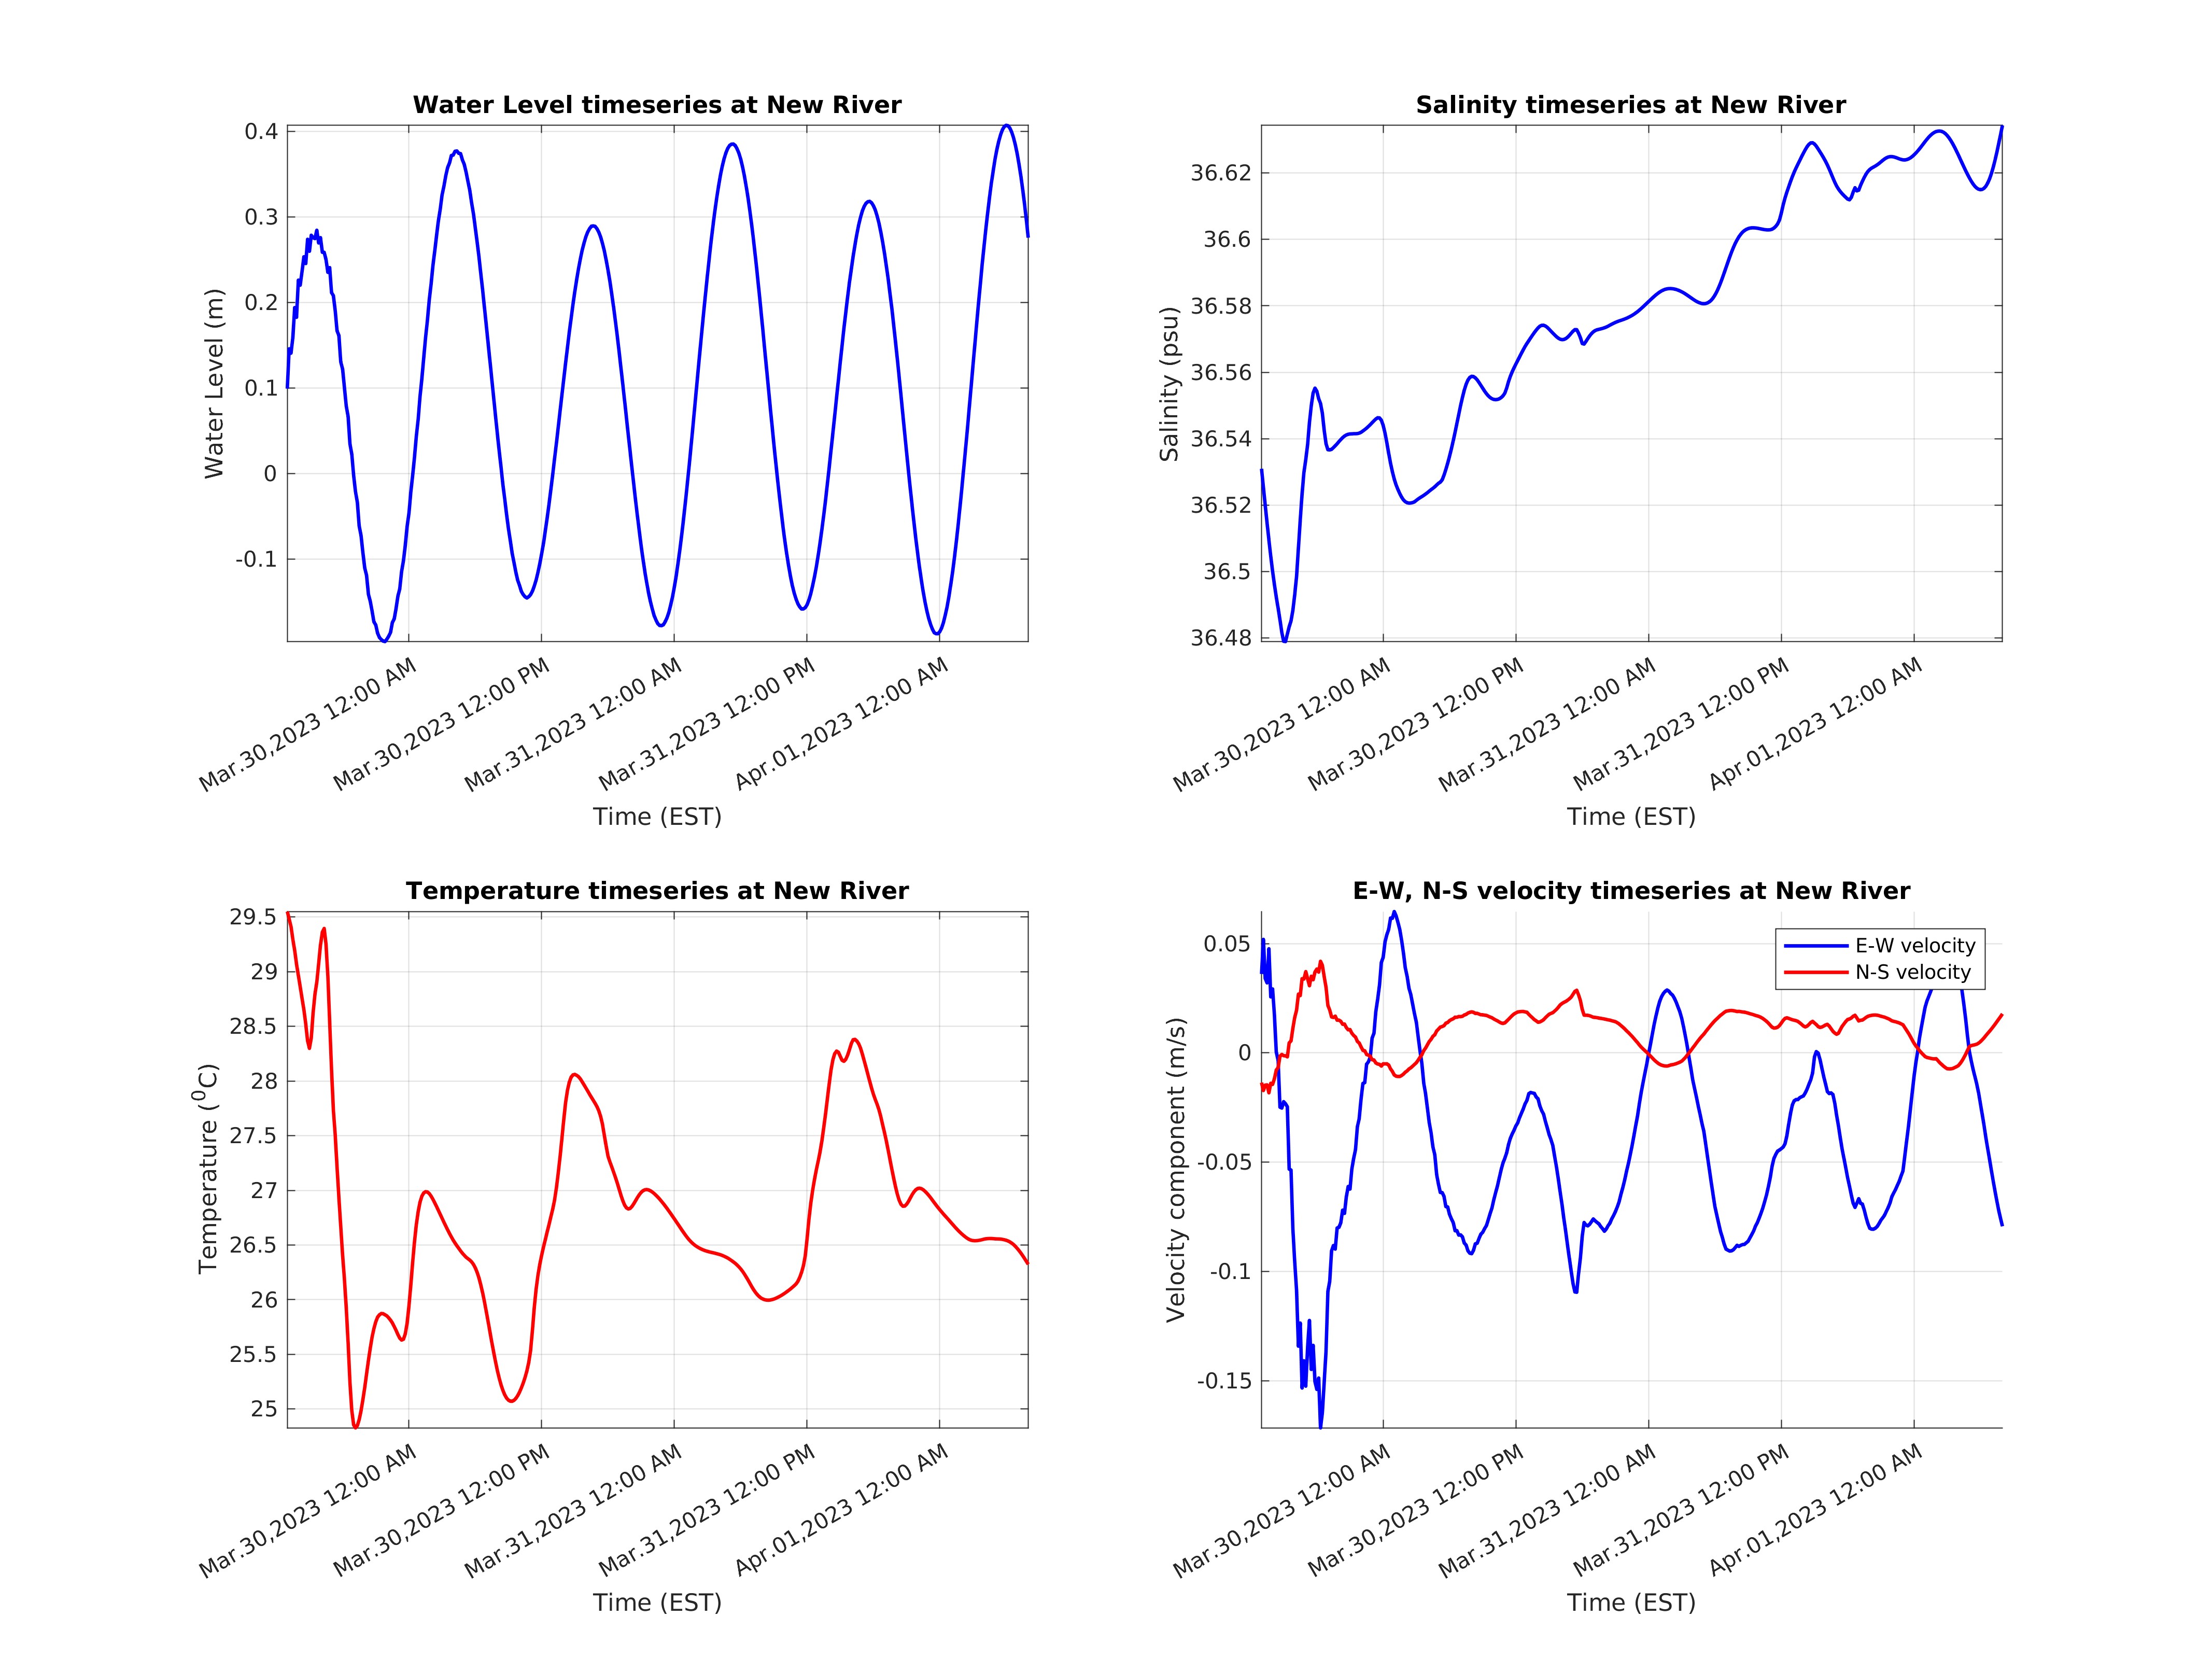 Water Level timeseries at New River
0.4
0.3
0.2
0.1
0
-0.1
Water Level (m)
Mar.30,2023 12:00 AM
Mar.30,2023 12:00 PM
Mar.31,2023 12:00 AM
Mar.31,2023 12:00 PM
Apr.01,2023 12:00 AM
Time (EST)
Salinity timeseries at New River
36.62
36.6
36.58
36.56
36.54
36.52
36.5
36.48
Salinity (psu)
Mar.30,2023 12:00 AM
Mar.30,2023 12:00 PM
Mar.31,2023 12:00 AM
Mar.31,2023 12:00 PM
Apr.01,2023 12:00 AM
Time (EST)
Temperature timeseries at New River
29.5
29
28.5
28
27.5
27
26.5
26
25.5
25
Temperature (⁰C)
Mar.30,2023 12:00 AM
Mar.30,2023 12:00 PM
Mar.31,2023 12:00 AM
Mar.31,2023 12:00 PM
Apr.01,2023 12:00 AM
Time (EST)
E-W, N-S velocity timeseries at New River
E-W velocity
N-S velocity
0.05
0
-0.05
-0.1
-0.15
Velocity component (m/s)
Mar.30,2023 12:00 AM
Mar.30,2023 12:00 PM
Mar.31,2023 12:00 AM
Mar.31,2023 12:00 PM
Apr.01,2023 12:00 AM
Time (EST)